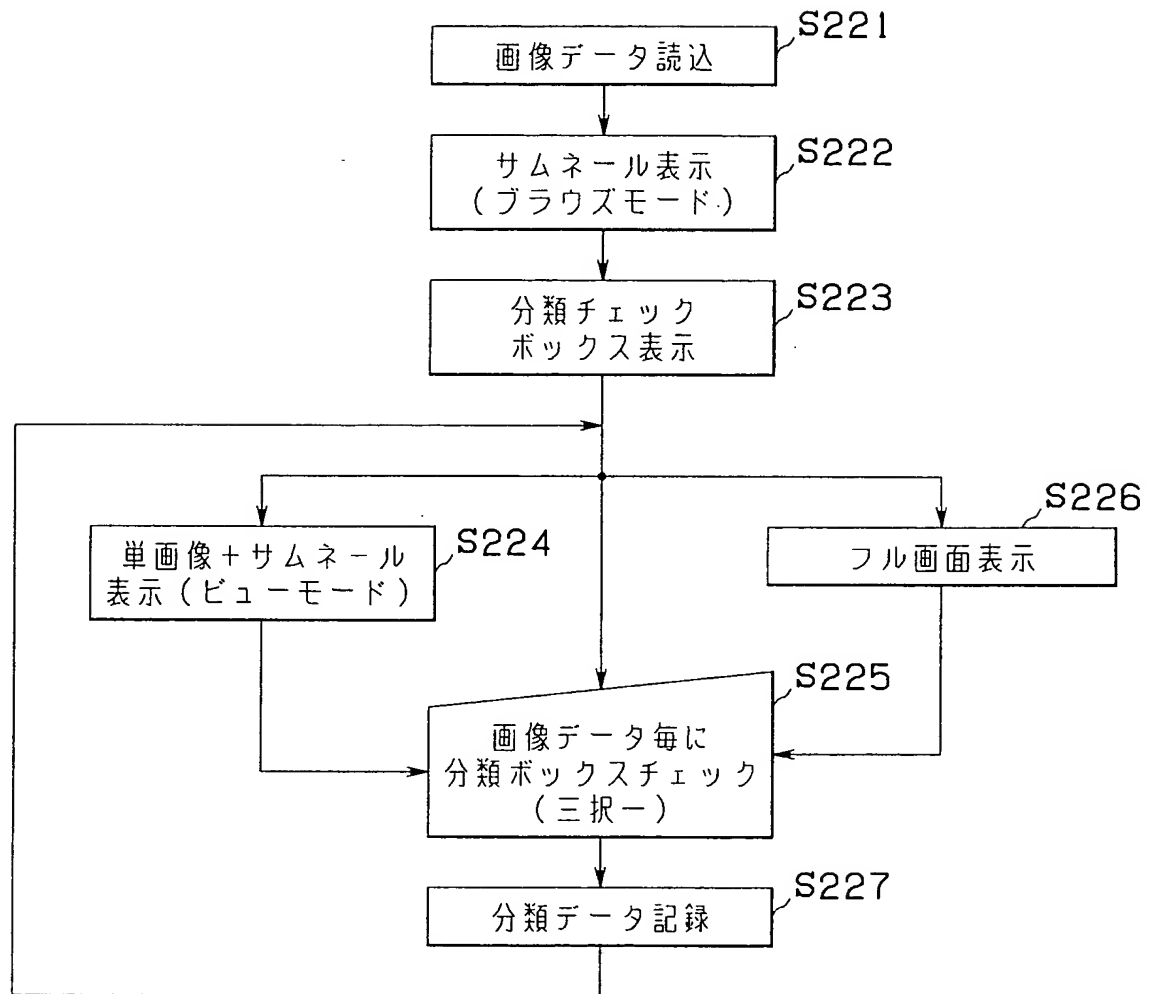 S221
画像データ読込
S222
サムネール表示
(ブラウズモード)
S223
分類チェック
ボックス表示
S224
単画像+サムネール
表示(ビューモード)
S226
フル画面表示
S225
画像データ毎に
分類ボックスチェック
(三択一)
S227
分類データ記録